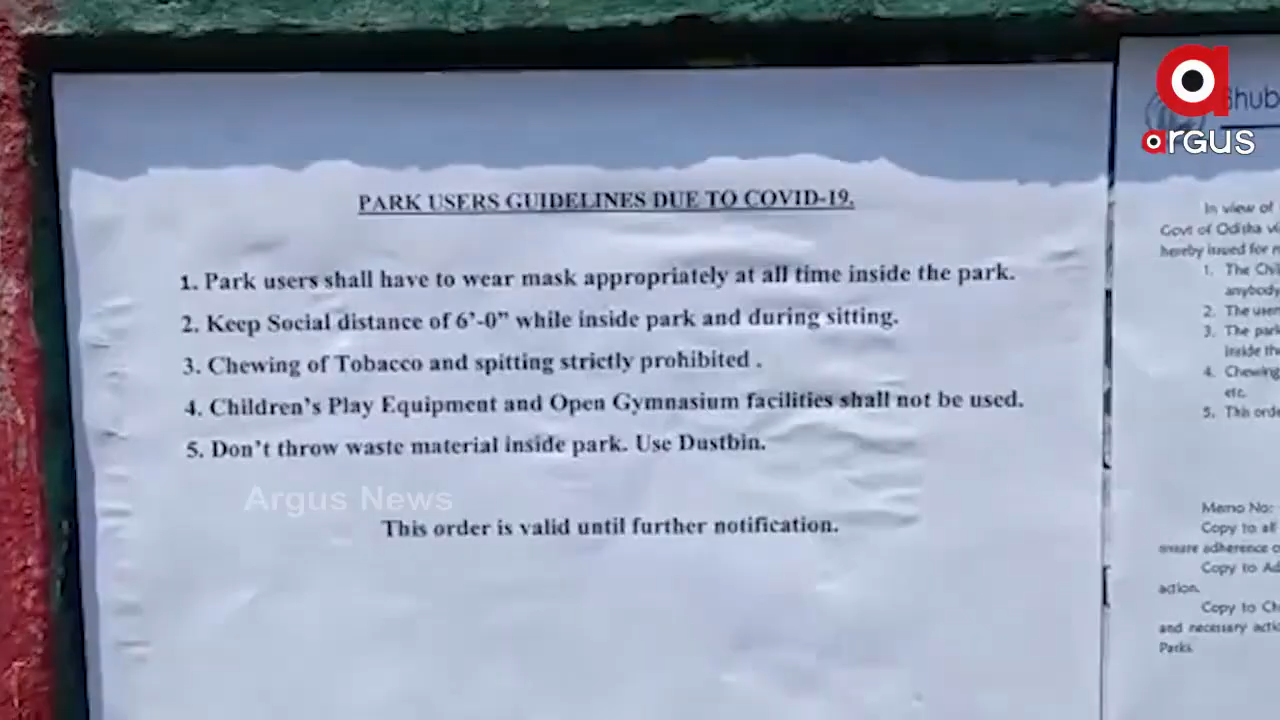 PARK USERS GUIDELINES DUE TO COVID-19.
1. Park users shall have to wear mask appropriately at all time inside the park.
2. Keep Social distance of 6’-0” while inside park and during sitting.
3. Chewing of Tobacco and spitting strictly prohibited .
4. Children’s Play Equipment and Open Gymnasium facilities shall not be used.
5. Don’t throw waste material inside park. Use Dustbin.
This order is valid until further notification.
Argus News
argus
In view of
Govt of Odisha
hereby issued for
1. The
anybody
2. The
3. The
inside
4. Chewing
etc.
5. This
Memo No:
Copy to all
adherence
Copy to
action.
Copy to
and necessary
Parks